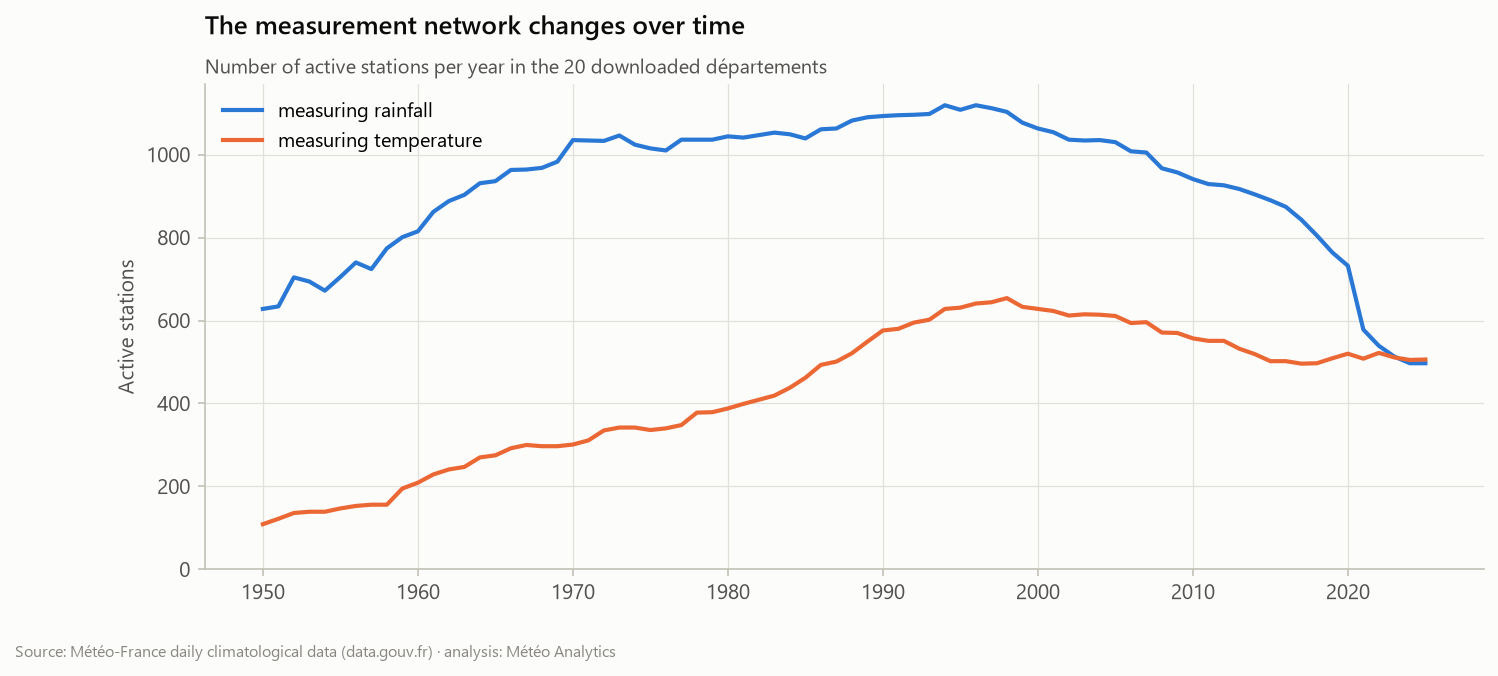 The measurement network changes over time
Number of active stations per year in the 20 downloaded départements
measuring rainfall
measuring temperature
Active stations
1000
800
600
400
200
0
1950 1960 1970 1980 1990 2000 2010 2020
Source: Météo-France daily climatological data (data.gouv.fr) · analysis: Météo Analytics